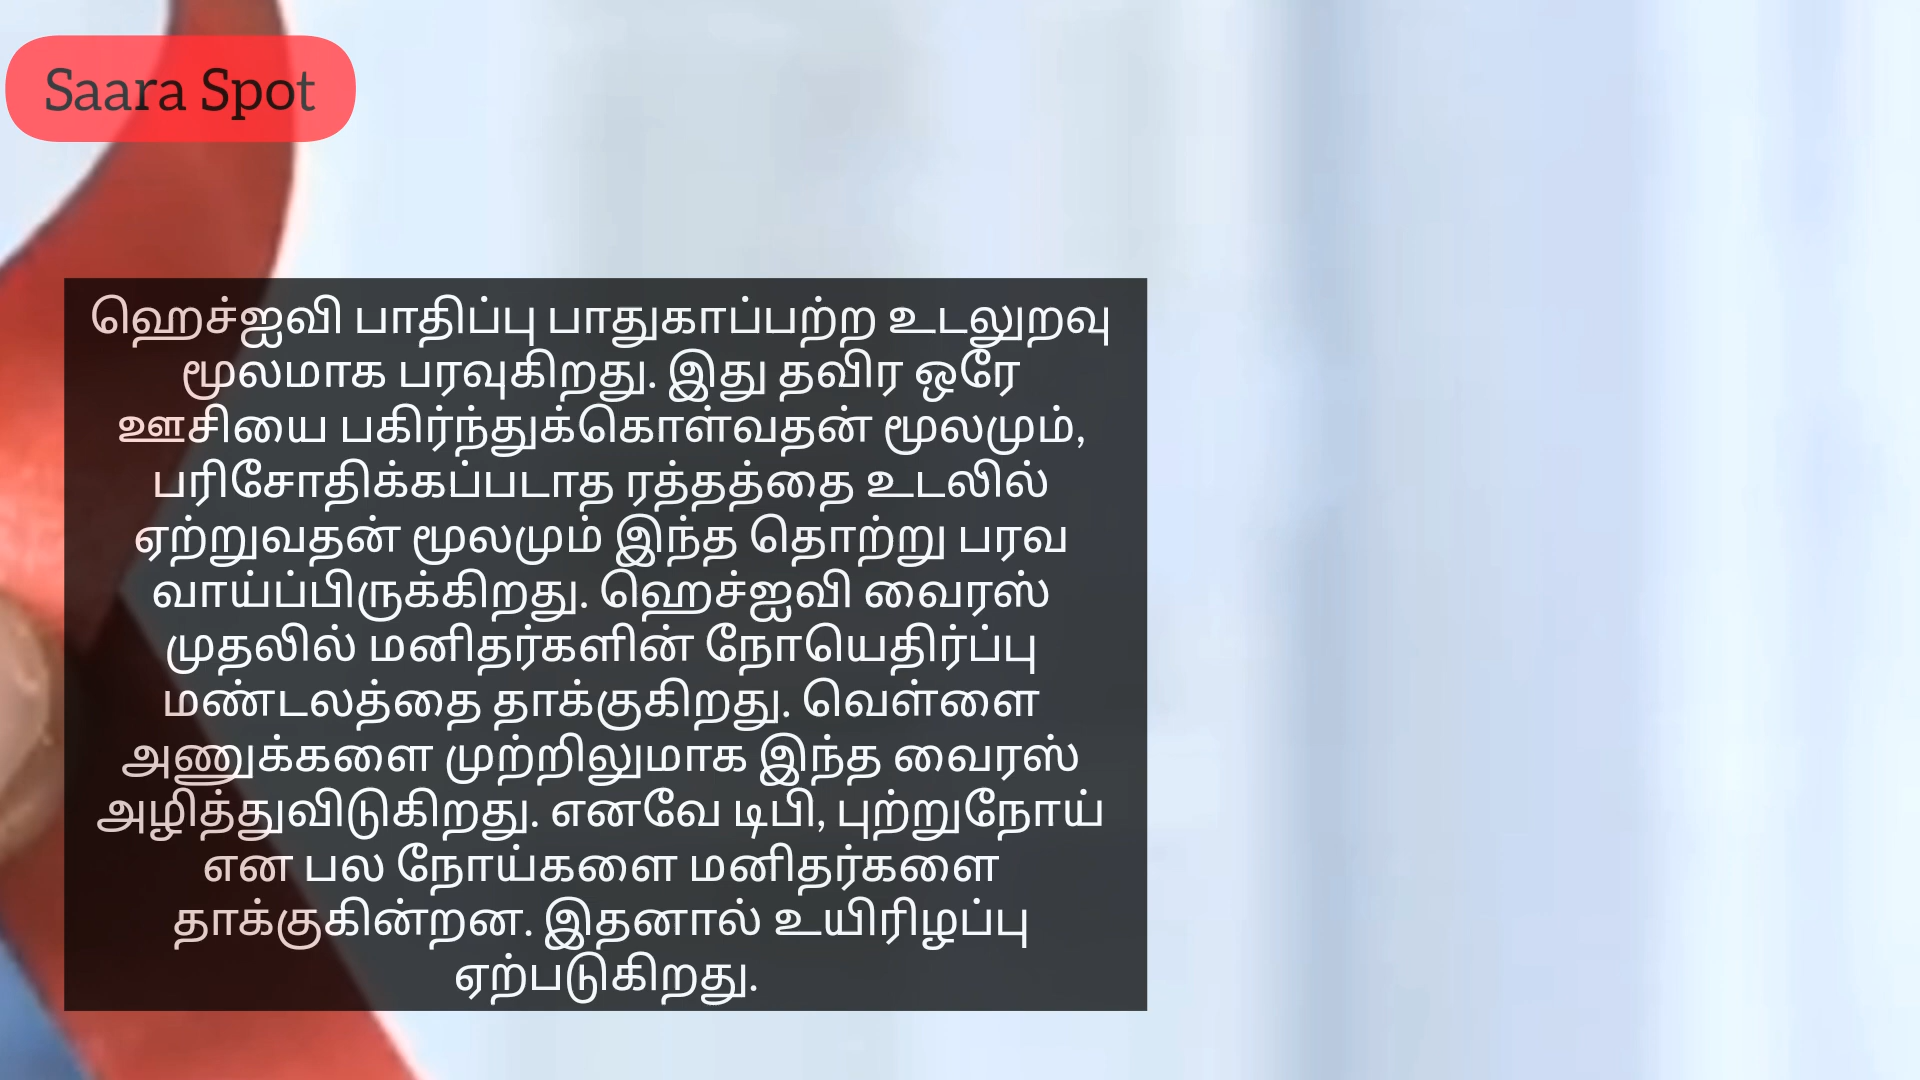 Saara Spot
ஹெச்ஐவி பாதிப்பு பாதுகாப்பற்ற உடலுறவு
மூலமாக பரவுகிறது. இது தவிர ஒரே
ஊசியை பகிர்ந்துக்கொள்வதன் மூலமும்,
பரிசோதிக்கப்படாத ரத்தத்தை உடலில்
ஏற்றுவதன் மூலமும் இந்த தொற்று பரவ
வாய்ப்பிருக்கிறது. ஹெச்ஐவி வைரஸ்
முதலில் மனிதர்களின் நோயெதிர்ப்பு
மண்டலத்தை தாக்குகிறது. வெள்ளை
அணுக்களை முற்றிலுமாக இந்த வைரஸ்
அழித்துவிடுகிறது. எனவே டிபி, புற்றுநோய்
என பல நோய்களை மனிதர்களை
தாக்குகின்றன. இதனால் உயிரிழப்பு
ஏற்படுகிறது.